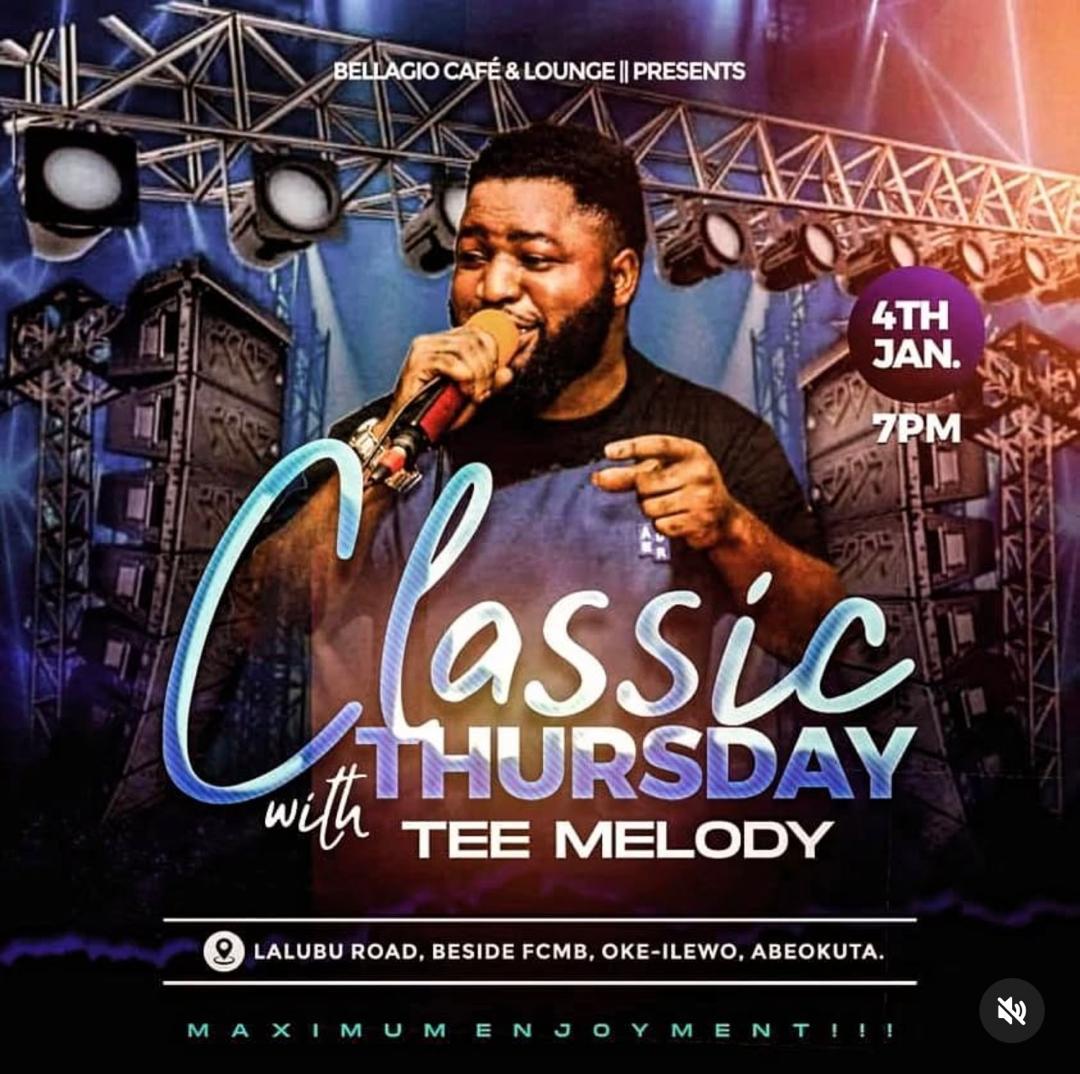 BELLAGIO CAFÉ & LOUNGE || PRESENTS
4TH
JAN.
7PM
Classic
THURSDAY
with TEE MELODY
LALUBU ROAD, BESIDE FCMB, OKE-ILEWO, ABEOKUTA.
MAXIMUM ENJOYMENT!!!